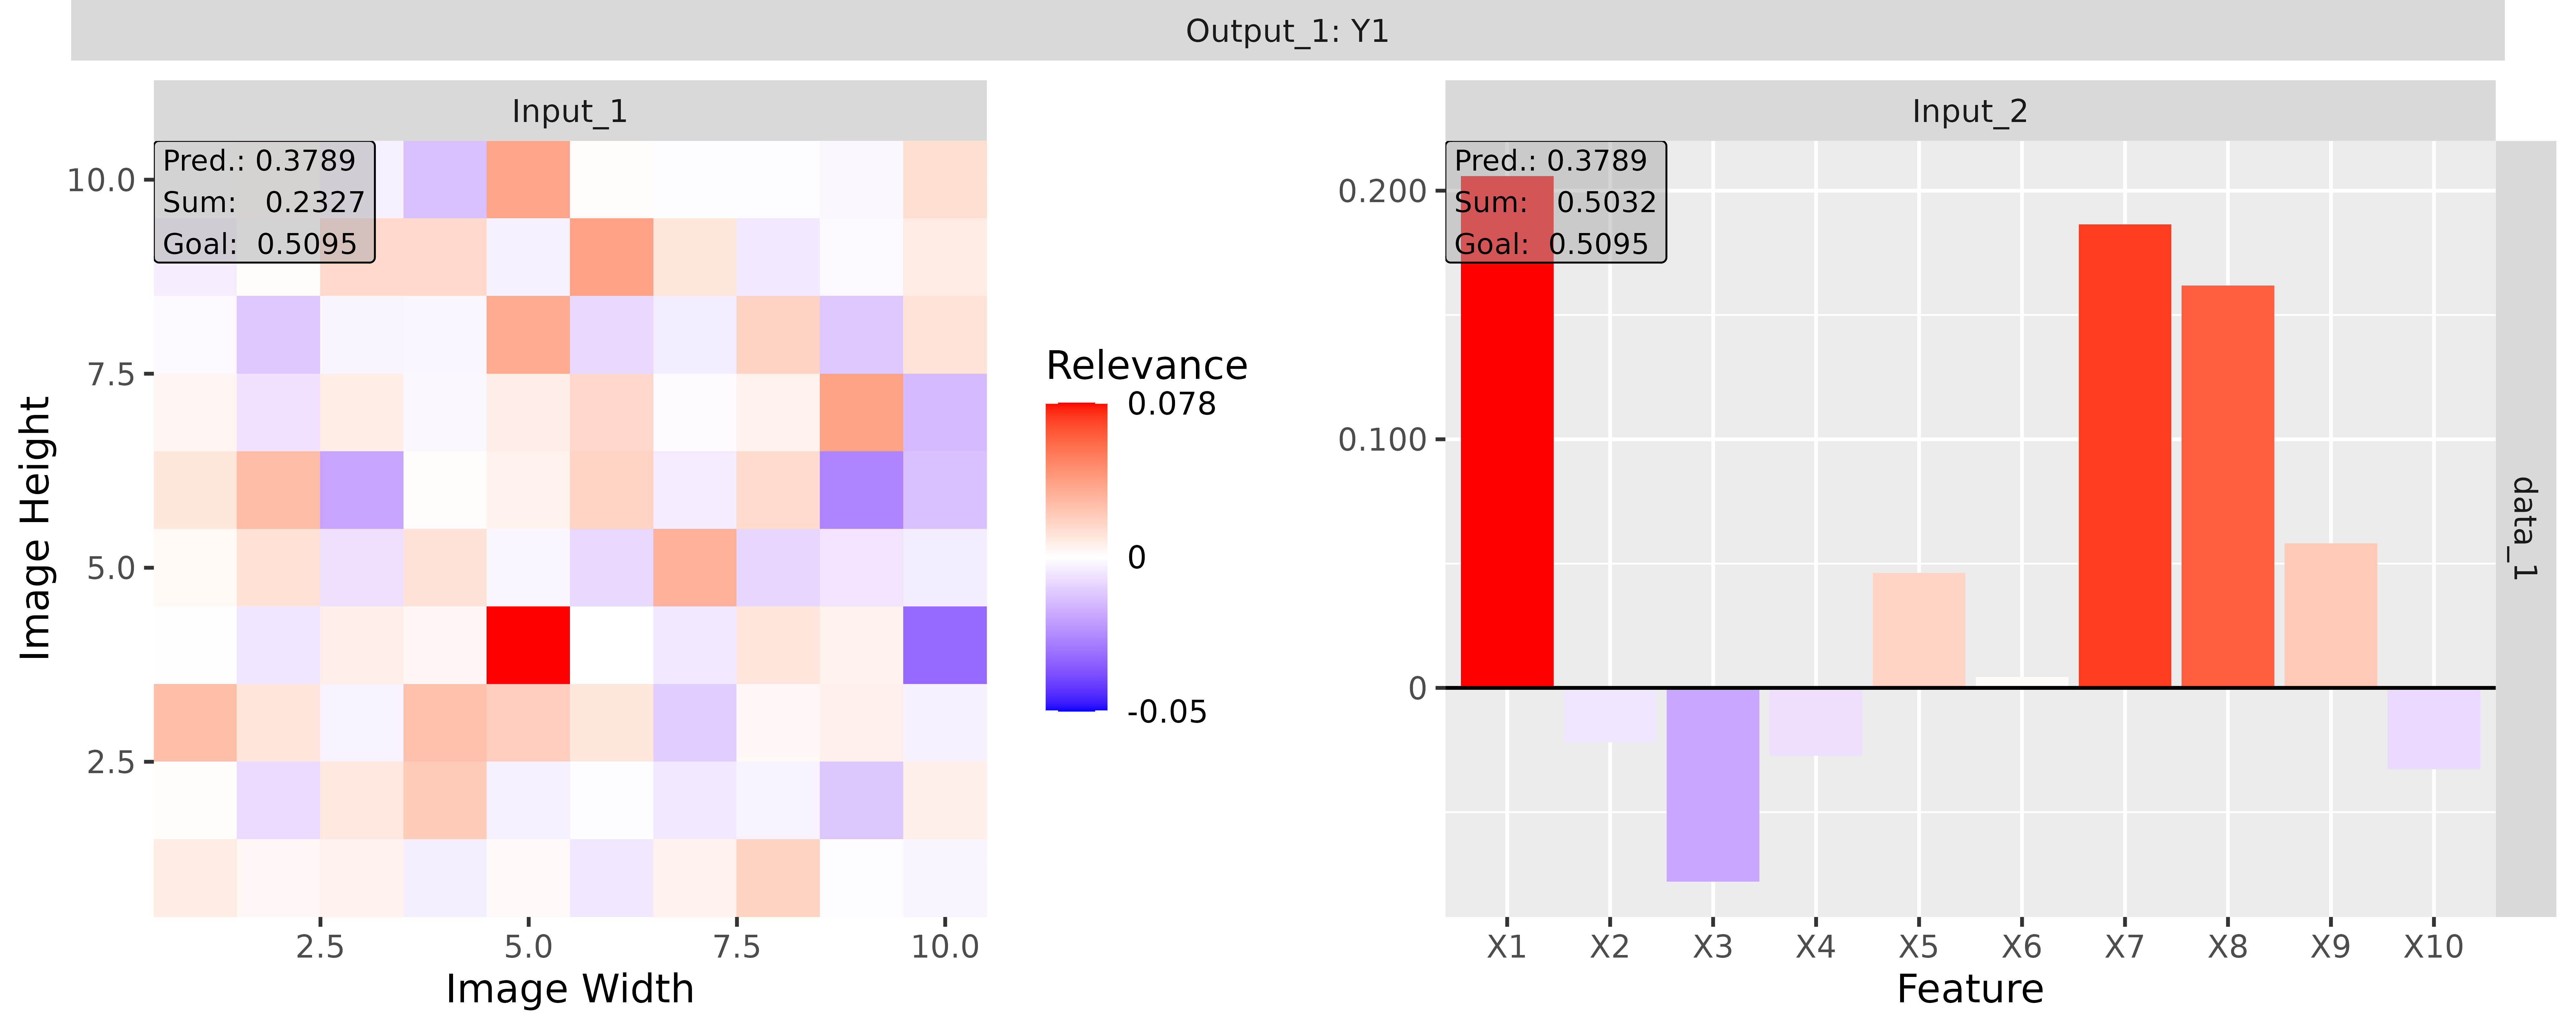 Output_1: Y1
Input_1
Pred.: 0.3789
Sum: 0.2327
Goal: 0.5095
10.0
7.5
5.0
2.5
Image Height
2.5 5.0 7.5 10.0
Image Width
Relevance
0.078
0
-0.05
Input_2
Pred.: 0.3789
Sum: 0.5032
Goal: 0.5095
0.200
0.100
0
X1 X2 X3 X4 X5 X6 X7 X8 X9 X10
Feature
data_1